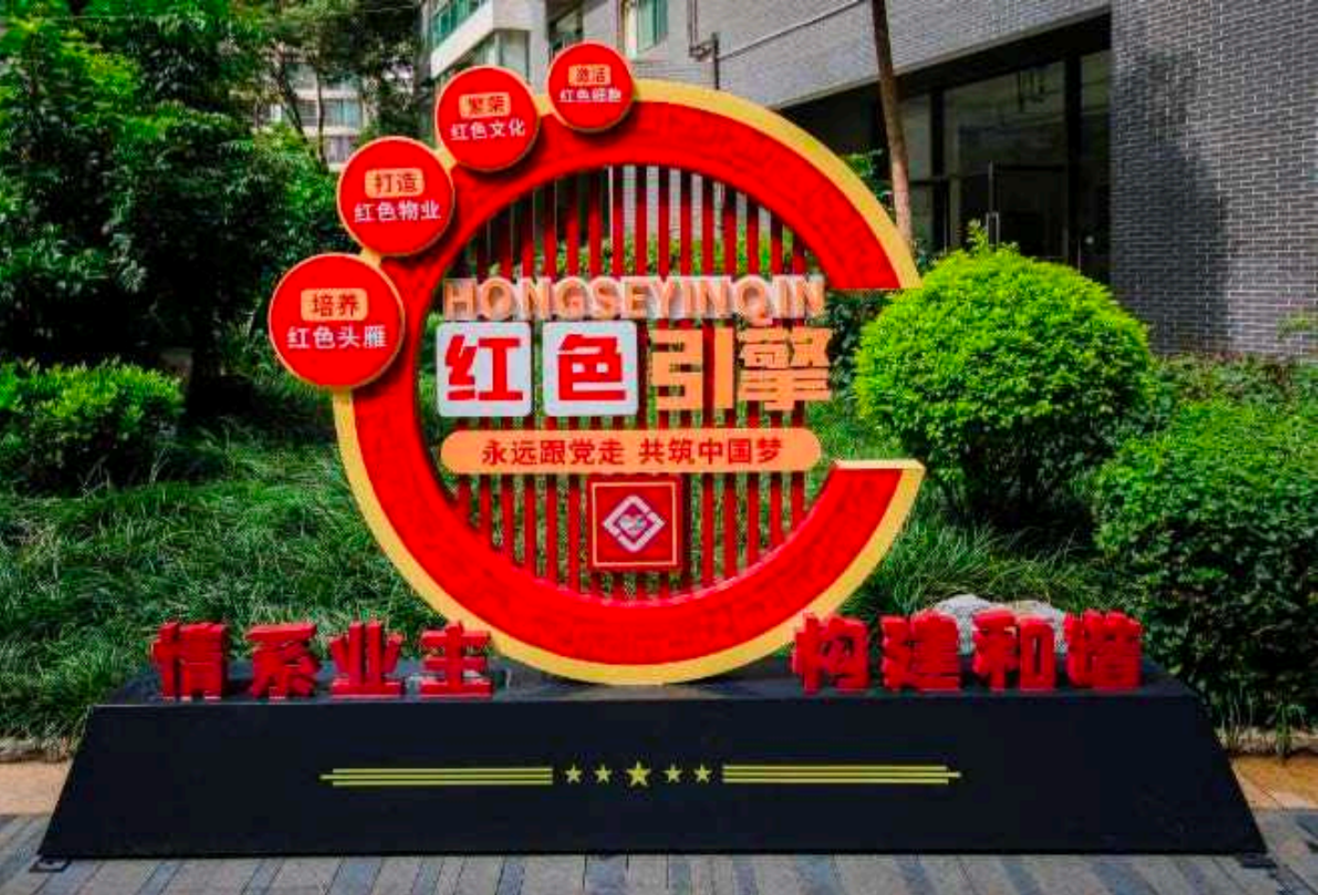 激活
红色细胞
繁荣
红色文化
打造
红色物业
培养
红色头雁
HONGSEYINQIN
红色引擎
永远跟党走 共筑中国梦
情系业主 构建和谐